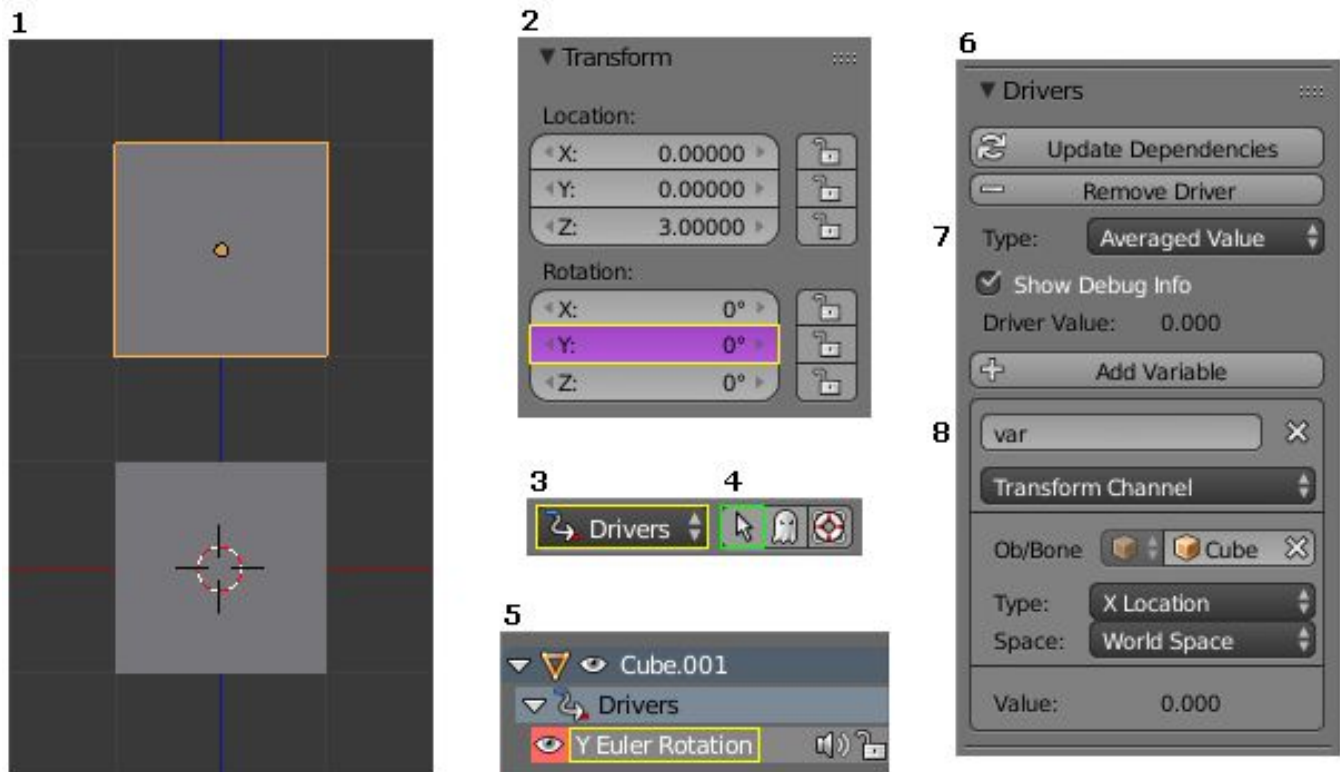 1
2
Transform
Location:
X: 0.00000
Y: 0.00000
Z: 3.00000
Rotation:
X: 0°
Y: 0°
Z: 0°
3 4
Drivers
5
Cube.001
Drivers
Y Euler Rotation
6
Drivers
Update Dependencies
Remove Driver
7 Type: Averaged Value
Show Debug Info
Driver Value: 0.000
Add Variable
8 var
Transform Channel
Ob/Bone Cube
Type: X Location
Space: World Space
Value: 0.000